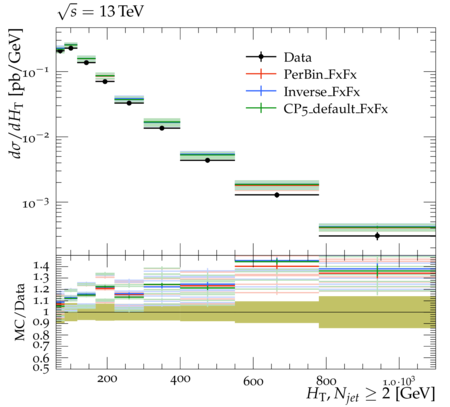 √s = 13 TeV
dσ/dH_T [pb/GeV]
10^−1
10^−2
10^−3
Data
PerBin_FxFx
Inverse_FxFx
CP5_default_FxFx
MC/Data
1.4
1.3
1.2
1.1
1
0.9
0.8
0.7
0.6
0.5
200 400 600 800 1.0·10^3
H_T, N_jet ≥ 2 [GeV]